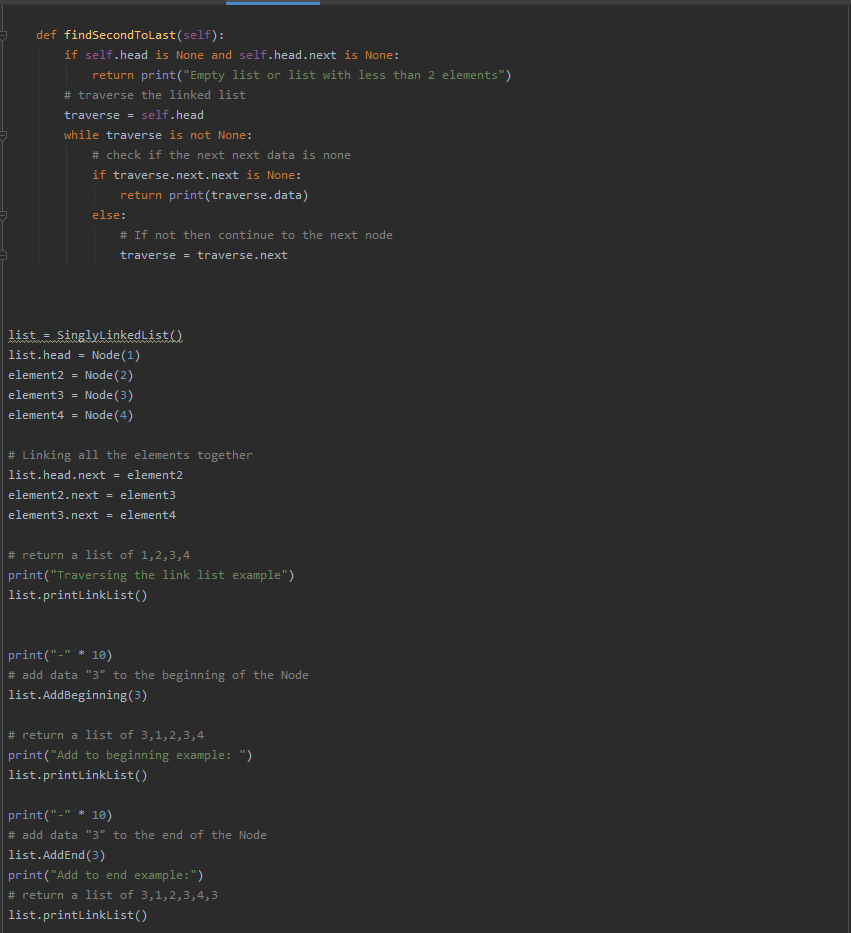 def findSecondToLast(self):
if self.head is None and self.head.next is None:
return print("Empty list or list with less than 2 elements")
# traverse the linked list
traverse = self.head
while traverse is not None:
# check if the next next data is none
if traverse.next.next is None:
return print(traverse.data)
else:
# If not then continue to the next node
traverse = traverse.next
list = SinglyLinkedList()
list.head = Node(1)
element2 = Node(2)
element3 = Node(3)
element4 = Node(4)
# Linking all the elements together
list.head.next = element2
element2.next = element3
element3.next = element4
# return a list of 1,2,3,4
print("Traversing the link list example")
list.printLinkList()
print("-" * 10)
# add data "3" to the beginning of the Node
list.AddBeginning(3)
# return a list of 3,1,2,3,4
print("Add to beginning example: ")
list.printLinkList()
print("-" * 10)
# add data "3" to the end of the Node
list.AddEnd(3)
print("Add to end example:")
# return a list of 3,1,2,3,4,3
list.printLinkList()